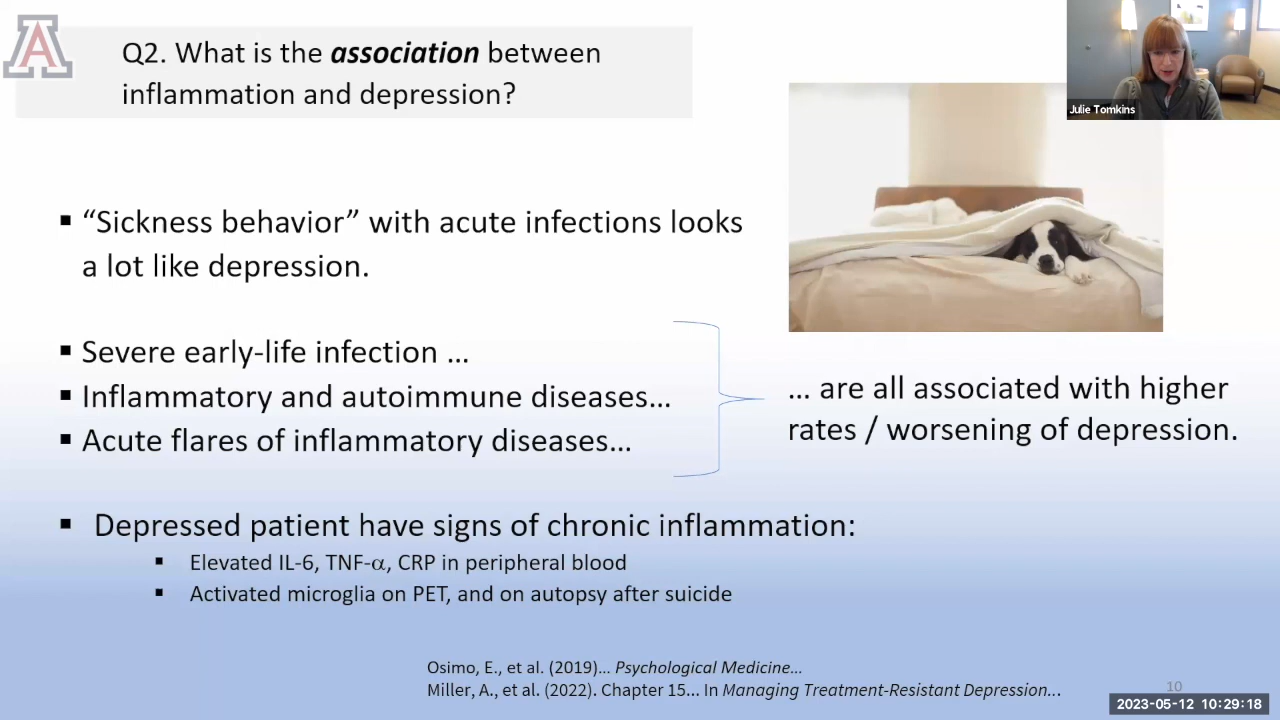 Q2. What is the association between
inflammation and depression?
Julie Tomkins
▪ “Sickness behavior” with acute infections looks
a lot like depression.
▪ Severe early-life infection ...
▪ Inflammatory and autoimmune diseases...
▪ Acute flares of inflammatory diseases...
... are all associated with higher
rates / worsening of depression.
▪ Depressed patient have signs of chronic inflammation:
▪ Elevated IL-6, TNF-α, CRP in peripheral blood
▪ Activated microglia on PET, and on autopsy after suicide
Osimo, E., et al. (2019)... Psychological Medicine...
Miller, A., et al. (2022). Chapter 15... In Managing Treatment-Resistant Depression...
10
2023-05-12 10:29:18